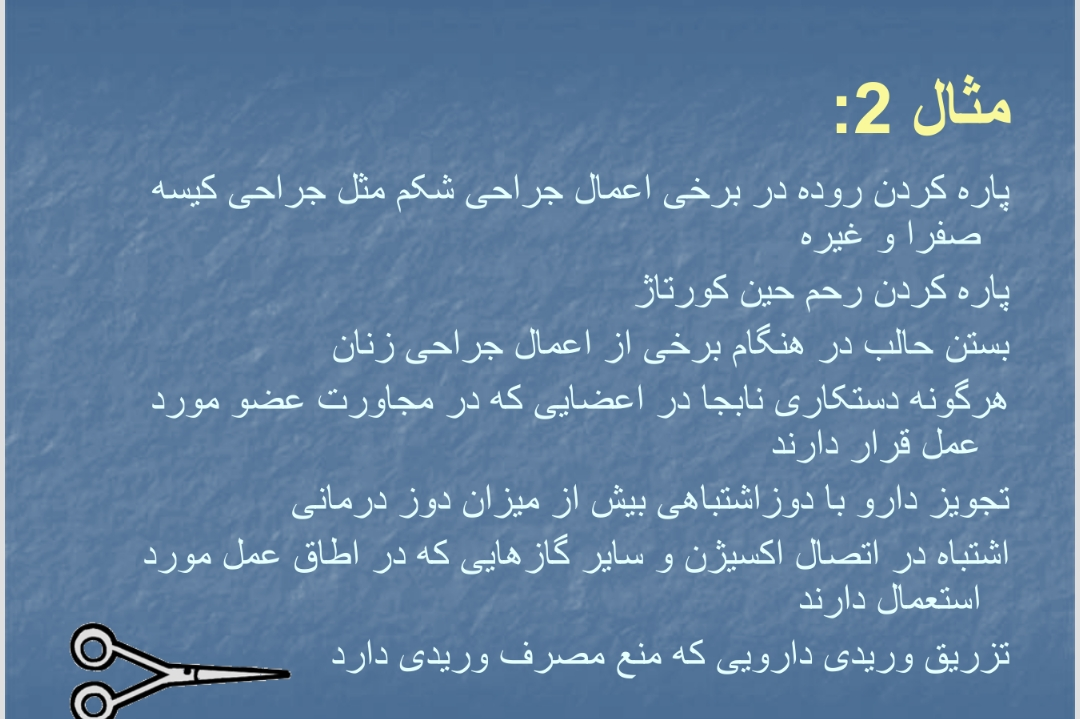 مثال 2:
پاره کردن روده در برخی اعمال جراحی شکم مثل جراحی کیسه
صفرا و غیره
پاره کردن رحم حین کورتاژ
بستن حالب در هنگام برخی از اعمال جراحی زنان
هرگونه دستکاری نابجا در اعضایی که در مجاورت عضو مورد
عمل قرار دارند
تجویز دارو با دوزاشتباهی بیش از میزان دوز درمانی
اشتباه در اتصال اکسیژن و سایر گازهایی که در اطاق عمل مورد
استعمال دارند
تزریق وریدی دارویی که منع مصرف وریدی دارد